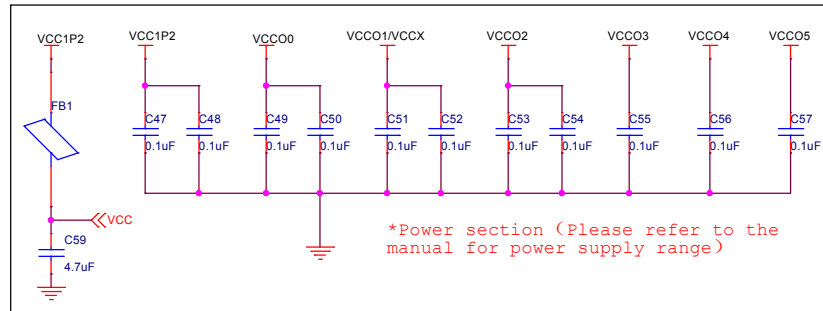 VCC1P2
VCC1P2
VCCO0
VCCO1/VCCX
VCCO2
VCCO3
VCCO4
VCCO5
FB1
C47
C48
C49
C50
C51
C52
C53
C54
C55
C56
C57
0.1uF
0.1uF
0.1uF
0.1uF
0.1uF
0.1uF
0.1uF
0.1uF
0.1uF
0.1uF
0.1uF
VCC
C59
4.7uF
*Power section (Please refer to the
manual for power supply range)